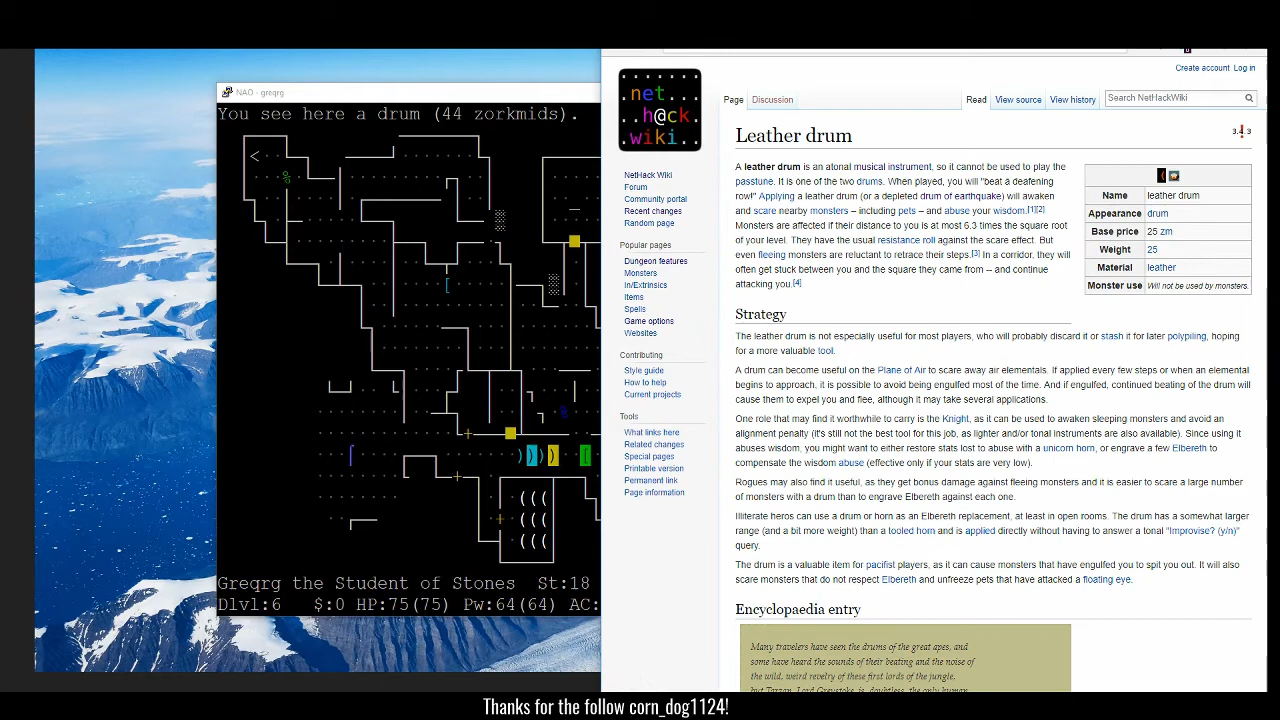 NAO - greqrg
You see here a drum (44 zorkmids).
Greqrg the Student of Stones St:18
Dlvl:6 $:0 HP:75(75) Pw:64(64) AC:
net
h@ck
wiki
NetHack Wiki
Forum
Community portal
Recent changes
Random page
Popular pages
Dungeon features
Monsters
In/Extrinsics
Items
Spells
Game options
Websites
Contributing
Style guide
How to help
Current projects
Tools
What links here
Related changes
Special pages
Printable version
Permanent link
Page information
Create account Log in
Page Discussion Read View source View history Search NetHackWiki
Leather drum
A leather drum is an atonal musical instrument, so it cannot be used to play the
passtune. It is one of the two drums. When played, you will "beat a deafening
row!" Applying a leather drum (or a depleted drum of earthquake) will awaken
and scare nearby monsters – including pets – and abuse your wisdom.[1][2]
Monsters are affected if their distance to you is at most 6.3 times the square root
of your level. They have the usual resistance roll against the scare effect. But
even fleeing monsters are reluctant to retrace their steps.[3] In a corridor, they will
often get stuck between you and the square they came from – and continue
attacking you.[4]
Name leather drum
Appearance drum
Base price 25 zm
Weight 25
Material leather
Monster use Will not be used by monsters.
Strategy
The leather drum is not especially useful for most players, who will probably discard it or stash it for later polypiling, hoping
for a more valuable tool.
A drum can become useful on the Plane of Air to scare away air elementals. If applied every few steps or when an elemental
begins to approach, it is possible to avoid being engulfed most of the time. And if engulfed, continued beating of the drum will
cause them to expel you and flee, although it may take several applications.
One role that may find it worthwhile to carry is the Knight, as it can be used to awaken sleeping monsters and avoid an
alignment penalty (it's still not the best tool for this job, as lighter and/or tonal instruments are also available). Since using it
abuses wisdom, you might either restore stats lost to abuse with a unicorn horn, or engrave a few Elbereth to
compensate the wisdom abuse (effective only if your stats are very low).
Rogues may also find it useful, as they get bonus damage against fleeing monsters and it is easier to scare a large number
of monsters with a drum than to engrave Elbereth against each one.
Illiterate heros can use a drum or horn as an Elbereth replacement, at least in open rooms. The drum has a somewhat larger
range (and a bit more weight) than a tooled horn and is applied directly without having to answer a tonal "Improvise? (y/n)"
query.
The drum is a valuable item for pacifist players, as it can cause monsters that have engulfed you to spit you out. It will also
scare monsters that do not respect Elbereth and unfreeze pets that have attacked a floating eye.
Encyclopaedia entry
Many travelers have seen the drums of the great apes, and
some have heard the sounds of their beating and the noise of
the wild, weird revelry of these first lords of the jungle,
but Tarzan, Lord Greystoke, is, doubtless, the only human
Thanks for the follow corn_dog1124!